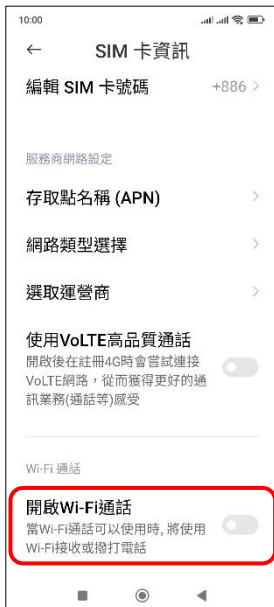 10:00
SIM 卡資訊
編輯 SIM 卡號碼 +886
服務商網路設定
存取點名稱 (APN)
網路類型選擇
選取運營商
使用VoLTE高品質通話
開啟後在註冊4G時會嘗試連接
VoLTE網路，從而獲得更好的通
訊業務(通話等)感受
Wi-Fi 通話
開啟Wi-Fi通話
當Wi-Fi通話可以使用時, 將使用
Wi-Fi接收或撥打電話